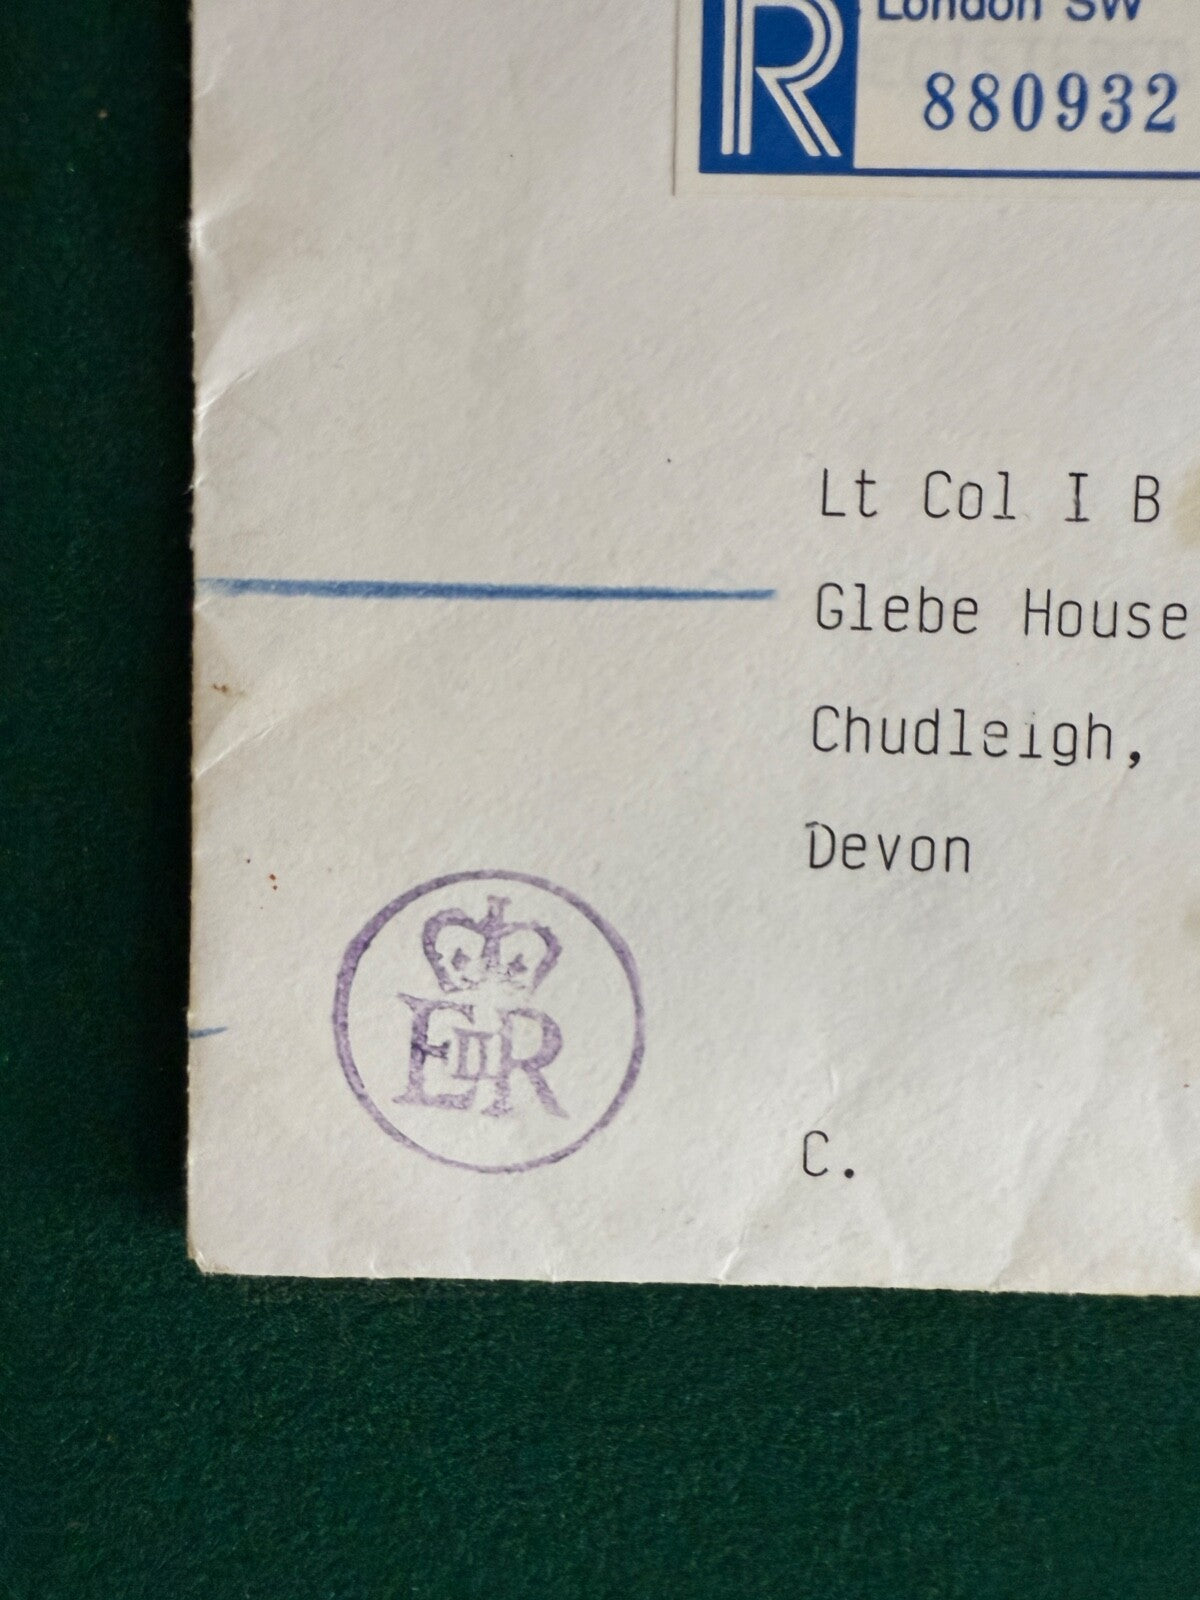 R
London SW
880932
Lt Col I B
Glebe House
Chudleigh,
Devon
EIIR
C.